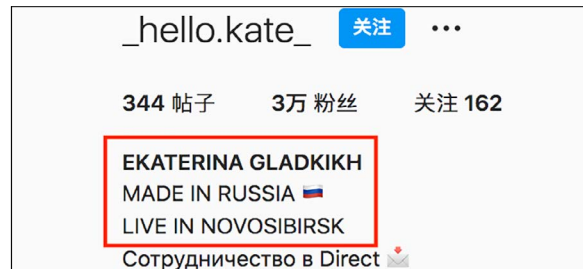 _hello.kate_ 关注 •••
344 帖子 3万 粉丝 关注 162
EKATERINA GLADKIKH
MADE IN RUSSIA 🇷🇺
LIVE IN NOVOSIBIRSK
Сотрудничество в Direct 📩